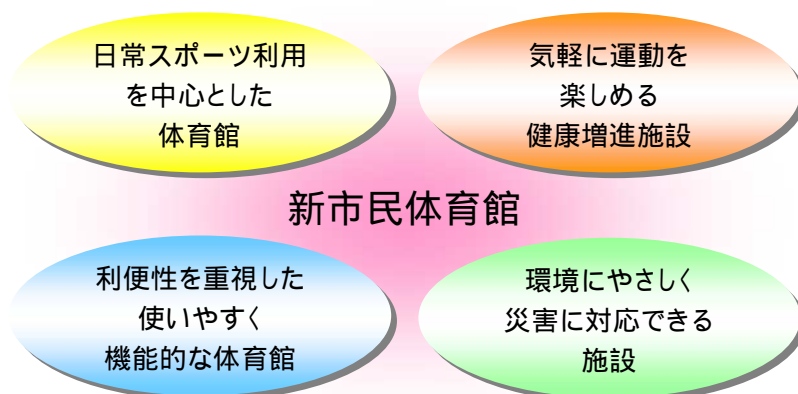 日常スポーツ利用
を中心とした
体育館
気軽に運動を
楽しめる
健康増進施設
新市民体育館
利便性を重視した
使いやすく
機能的な体育館
環境にやさしく
災害に対応できる
施設